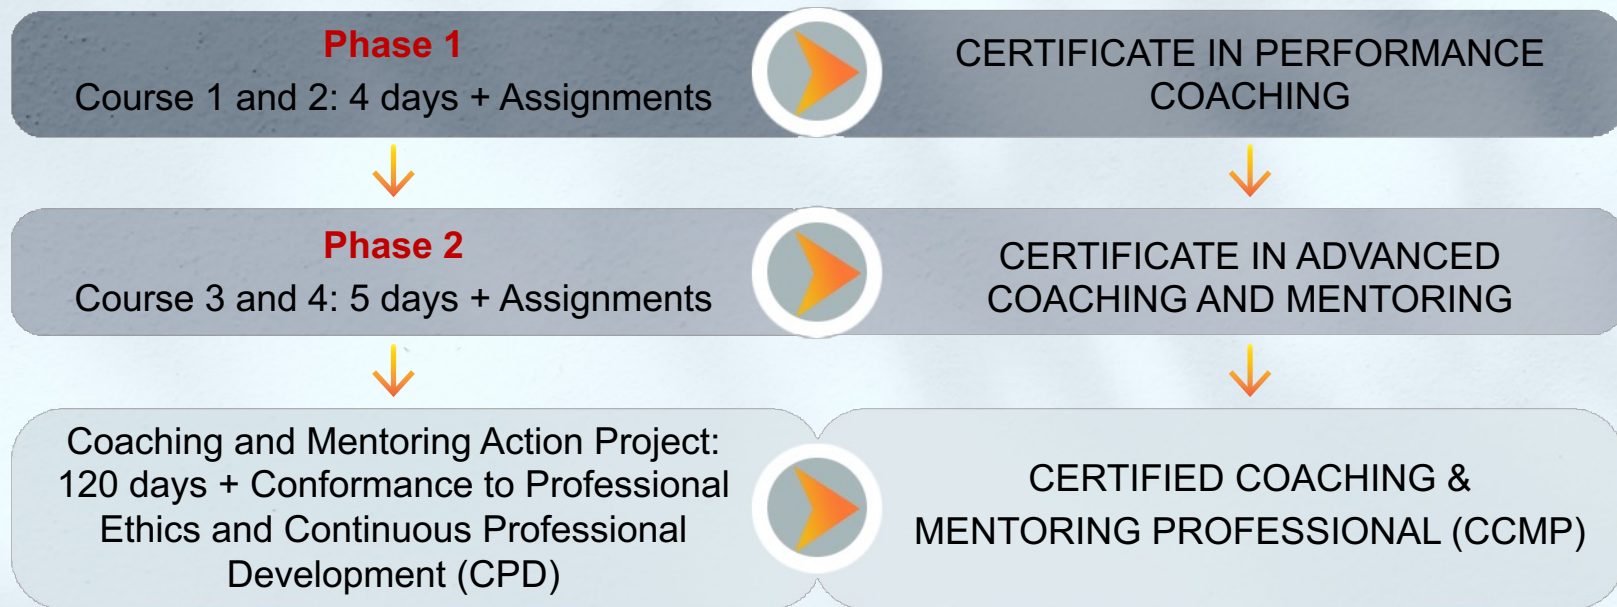 Phase 1
Course 1 and 2: 4 days + Assignments
CERTIFICATE IN PERFORMANCE
COACHING
Phase 2
Course 3 and 4: 5 days + Assignments
CERTIFICATE IN ADVANCED
COACHING AND MENTORING
Coaching and Mentoring Action Project:
120 days + Conformance to Professional
Ethics and Continuous Professional
Development (CPD)
CERTIFIED COACHING &
MENTORING PROFESSIONAL (CCMP)